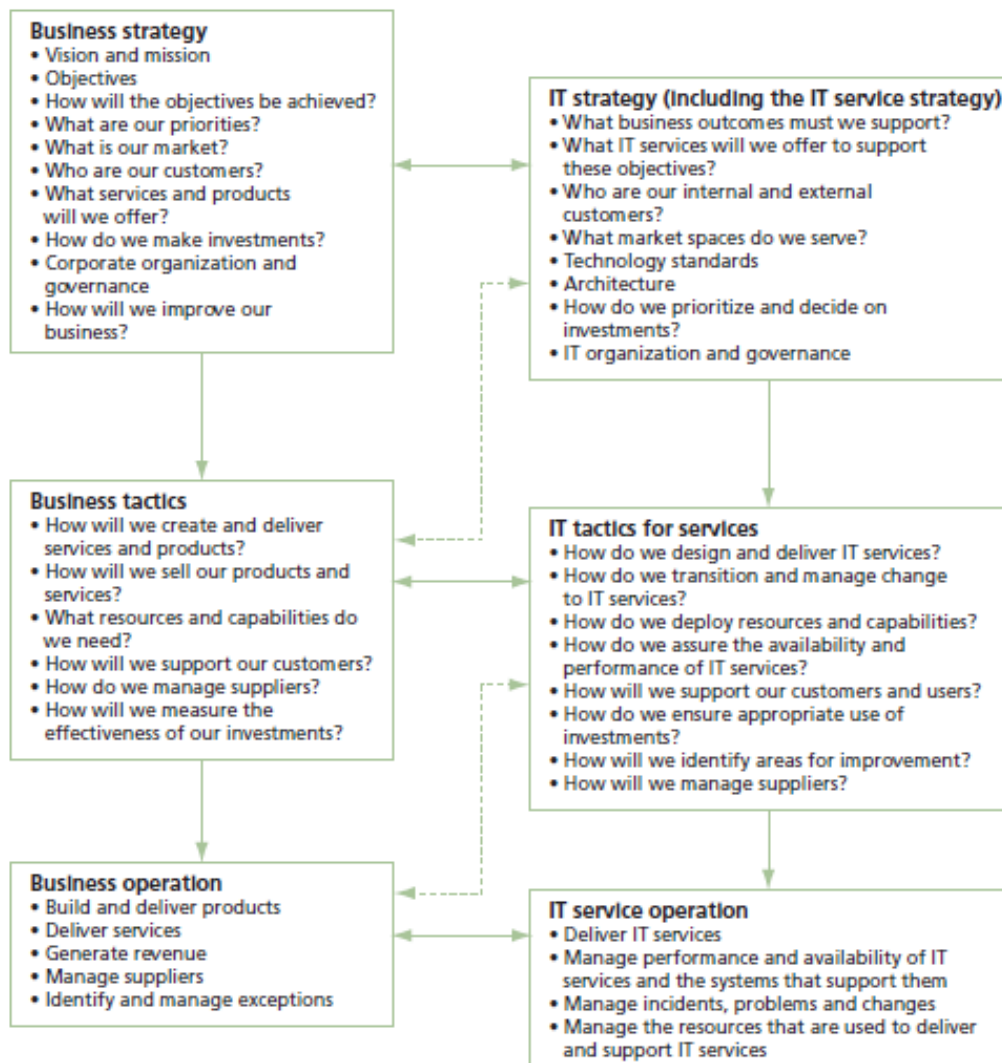 Business strategy
• Vision and mission
• Objectives
• How will the objectives be achieved?
• What are our priorities?
• What is our market?
• Who are our customers?
• What services and products
will we offer?
• How do we make investments?
• Corporate organization and
governance
• How will we improve our
business?
IT strategy (including the IT service strategy)
• What business outcomes must we support?
• What IT services will we offer to support
these objectives?
• Who are our internal and external
customers?
• What market spaces do we serve?
• Technology standards
• Architecture
• How do we prioritize and decide on
investments?
• IT organization and governance
Business tactics
• How will we create and deliver
services and products?
• How will we sell our products and
services?
• What resources and capabilities do
we need?
• How will we support our customers?
• How do we manage suppliers?
• How will we measure the
effectiveness of our investments?
IT tactics for services
• How do we design and deliver IT services?
• How do we transition and manage change
to IT services?
• How do we deploy resources and capabilities?
• How do we assure the availability and
performance of IT services?
• How will we support our customers and users?
• How do we ensure appropriate use of
investments?
• How will we identify areas for improvement?
• How will we manage suppliers?
Business operation
• Build and deliver products
• Deliver services
• Generate revenue
• Manage suppliers
• Identify and manage exceptions
IT service operation
• Deliver IT services
• Manage performance and availability of IT
services and the systems that support them
• Manage incidents, problems and changes
• Manage the resources that are used to deliver
and support IT services